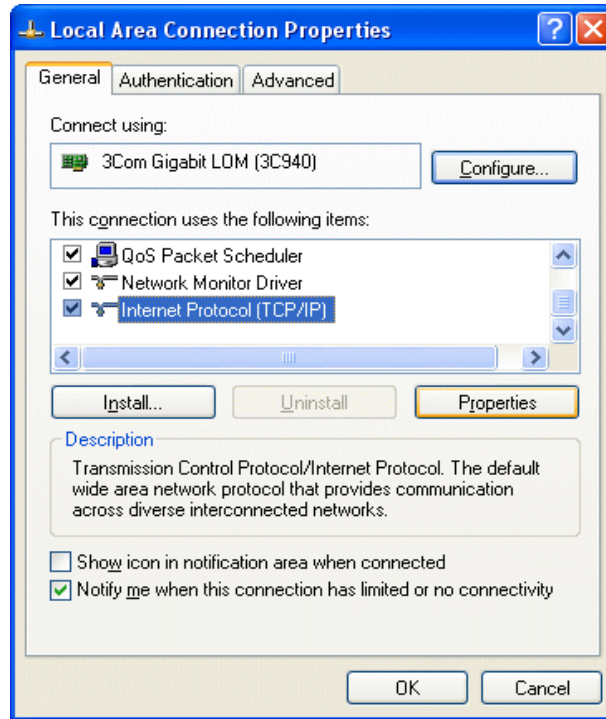 Local Area Connection Properties
General Authentication Advanced
Connect using:
3Com Gigabit LOM (3C940)
Configure...
This connection uses the following items:
QoS Packet Scheduler
Network Monitor Driver
Internet Protocol (TCP/IP)
Install... Uninstall Properties
Description
Transmission Control Protocol/Internet Protocol. The default
wide area network protocol that provides communication
across diverse interconnected networks.
Show icon in notification area when connected
Notify me when this connection has limited or no connectivity
OK Cancel